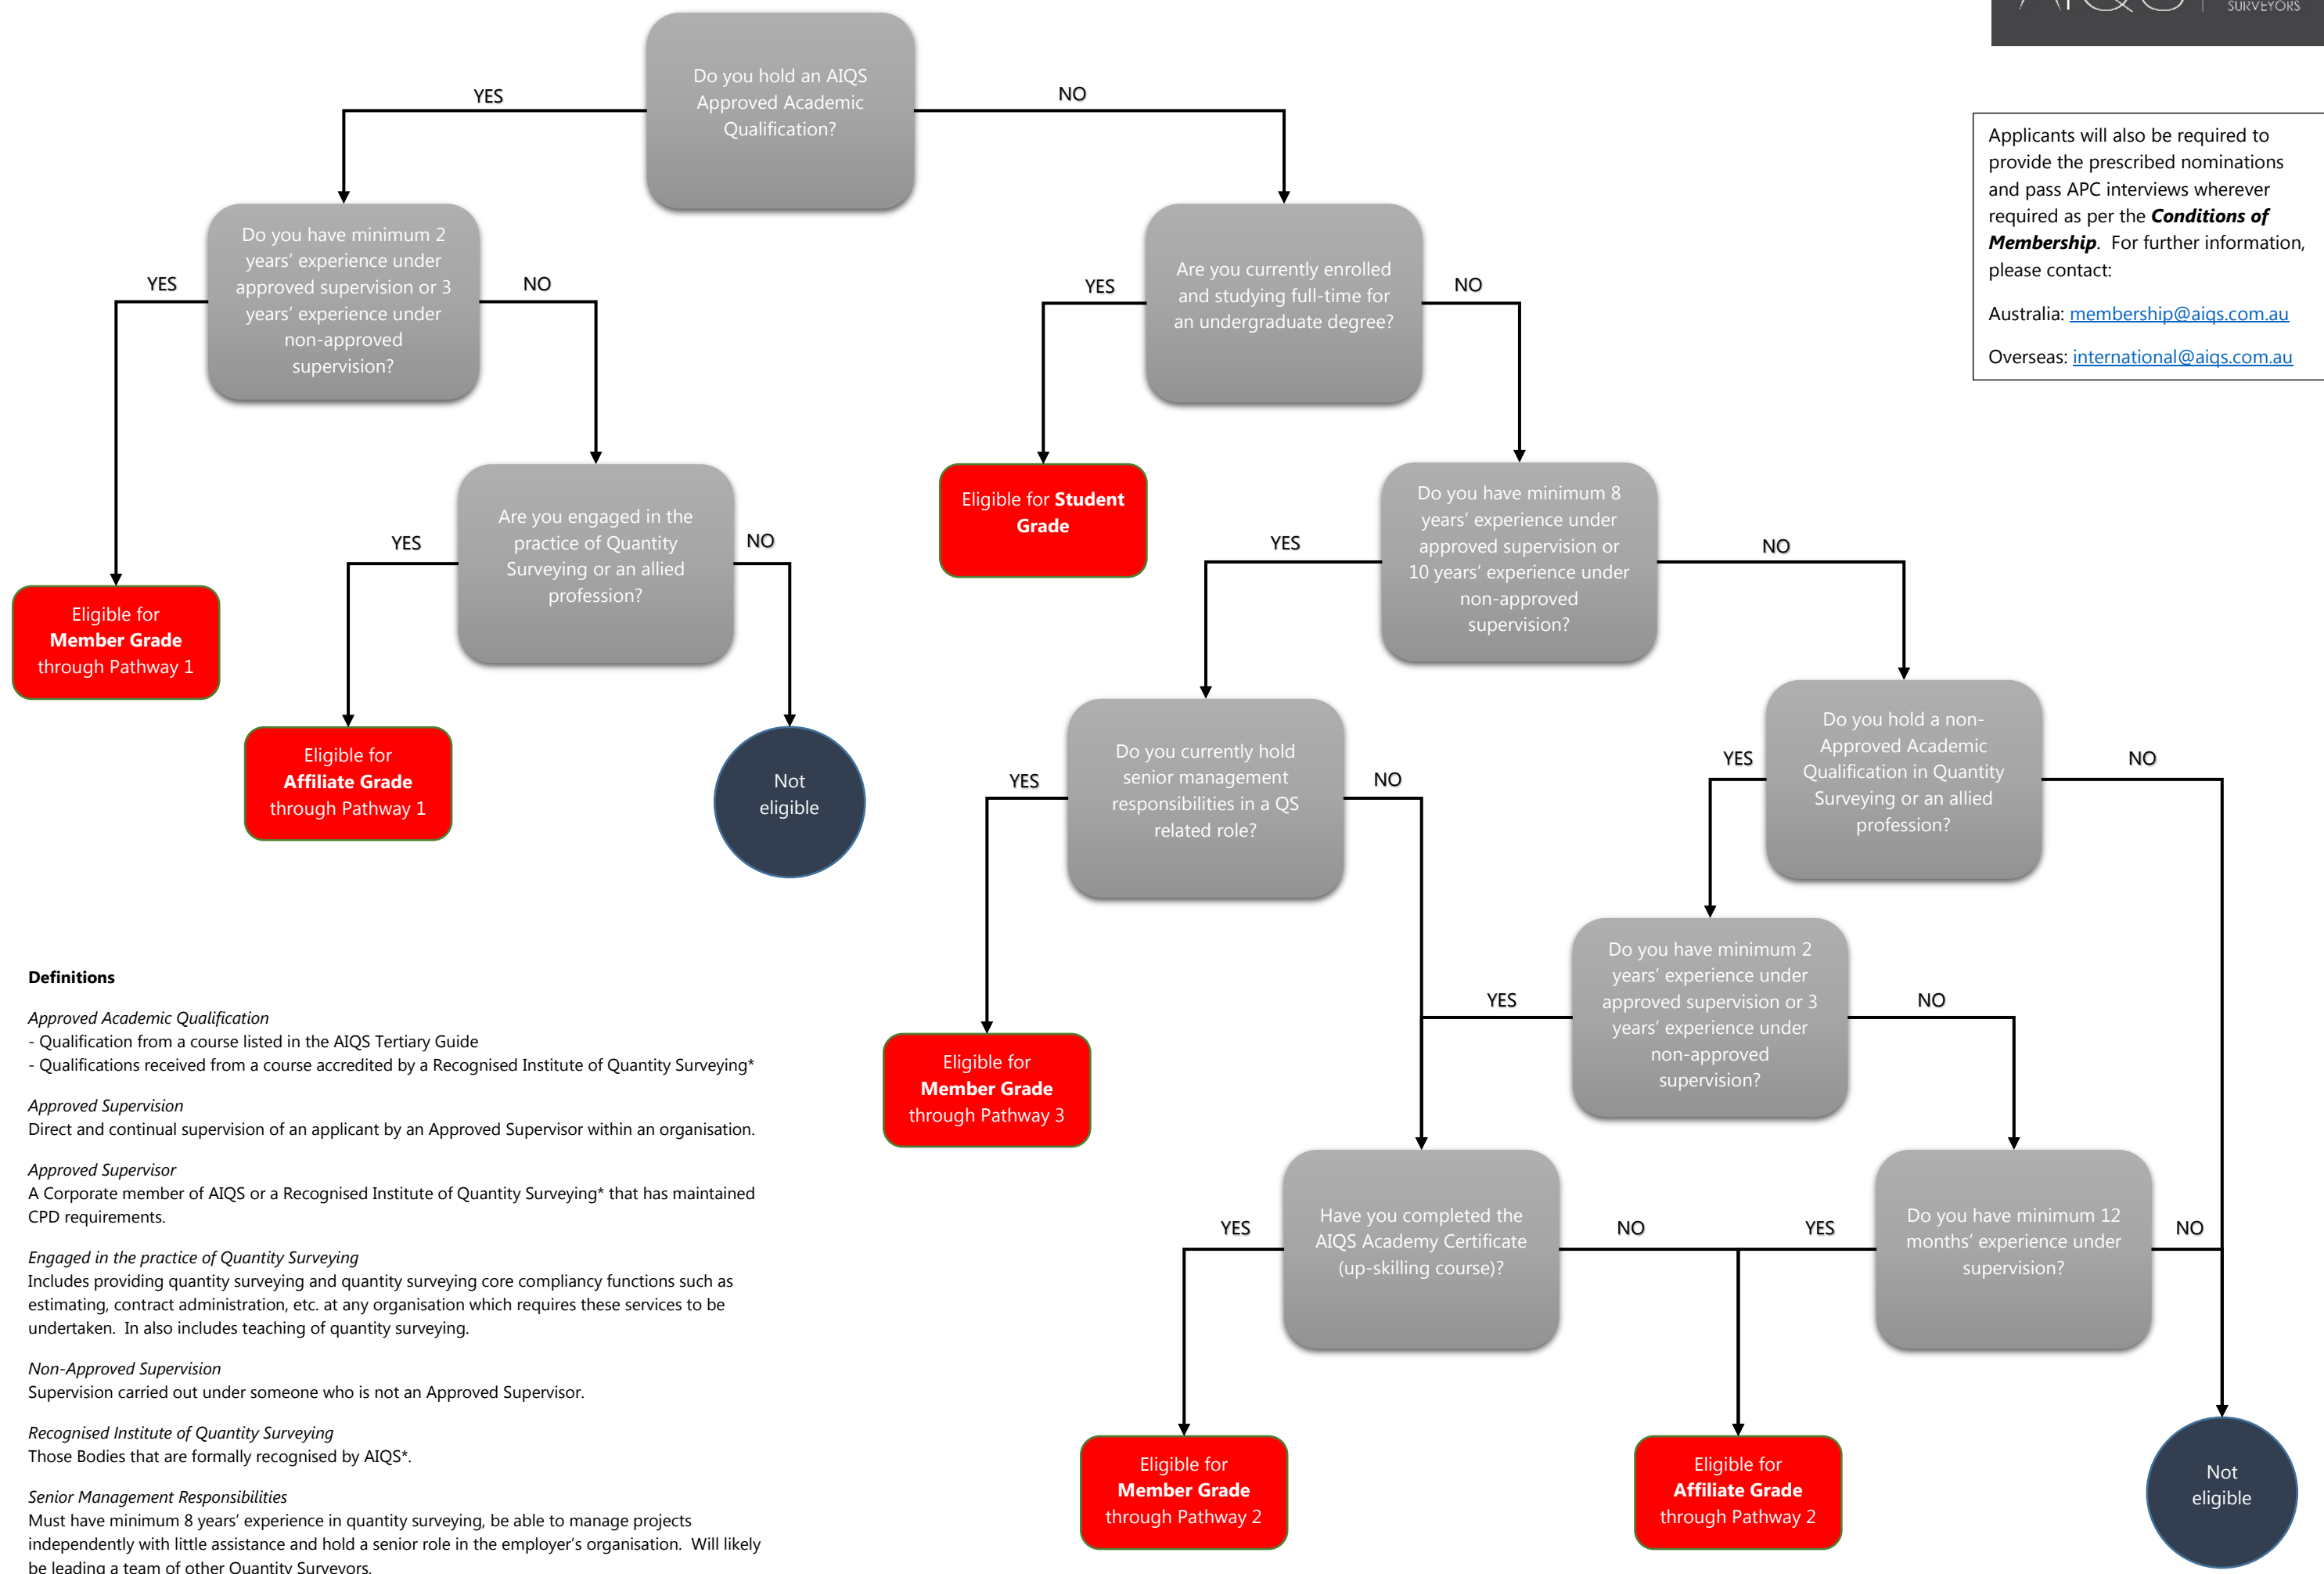 AIQS
SURVEYORS
Do you hold an AIQS
Approved Academic
Qualification?
YES
NO
Applicants will also be required to
provide the prescribed nominations
and pass APC interviews wherever
required as per the Conditions of
Membership. For further information,
please contact:
Australia: membership@aiqs.com.au
Overseas: international@aiqs.com.au
Do you have minimum 2
years’ experience under
approved supervision or 3
years’ experience under
non-approved
supervision?
YES
NO
Are you currently enrolled
and studying full-time for
an undergraduate degree?
YES
NO
Eligible for
Member Grade
through Pathway 1
Are you engaged in the
practice of Quantity
Surveying or an allied
profession?
YES
NO
Eligible for Student
Grade
Do you have minimum 8
years’ experience under
approved supervision or
10 years’ experience under
non-approved
supervision?
YES
NO
Eligible for
Affiliate Grade
through Pathway 1
Not
eligible
Do you currently hold
senior management
responsibilities in a QS
related role?
YES
NO
Do you hold a non-
Approved Academic
Qualification in Quantity
Surveying or an allied
profession?
YES
NO
Do you have minimum 2
years’ experience under
approved supervision or 3
years’ experience under
non-approved
supervision?
YES
NO
Eligible for
Member Grade
through Pathway 3
Have you completed the
AIQS Academy Certificate
(up-skilling course)?
YES
NO
Do you have minimum 12
months’ experience under
supervision?
YES
NO
Eligible for
Member Grade
through Pathway 2
Eligible for
Affiliate Grade
through Pathway 2
Not
eligible
Definitions
Approved Academic Qualification
- Qualification from a course listed in the AIQS Tertiary Guide
- Qualifications received from a course accredited by a Recognised Institute of Quantity Surveying*
Approved Supervision
Direct and continual supervision of an applicant by an Approved Supervisor within an organisation.
Approved Supervisor
A Corporate member of AIQS or a Recognised Institute of Quantity Surveying* that has maintained
CPD requirements.
Engaged in the practice of Quantity Surveying
Includes providing quantity surveying and quantity surveying core compliancy functions such as
estimating, contract administration, etc. at any organisation which requires these services to be
undertaken. In also includes teaching of quantity surveying.
Non-Approved Supervision
Supervision carried out under someone who is not an Approved Supervisor.
Recognised Institute of Quantity Surveying
Those Bodies that are formally recognised by AIQS*.
Senior Management Responsibilities
Must have minimum 8 years’ experience in quantity surveying, be able to manage projects
independently with little assistance and hold a senior role in the employer’s organisation. Will likely
be leading a team of other Quantity Surveyors.